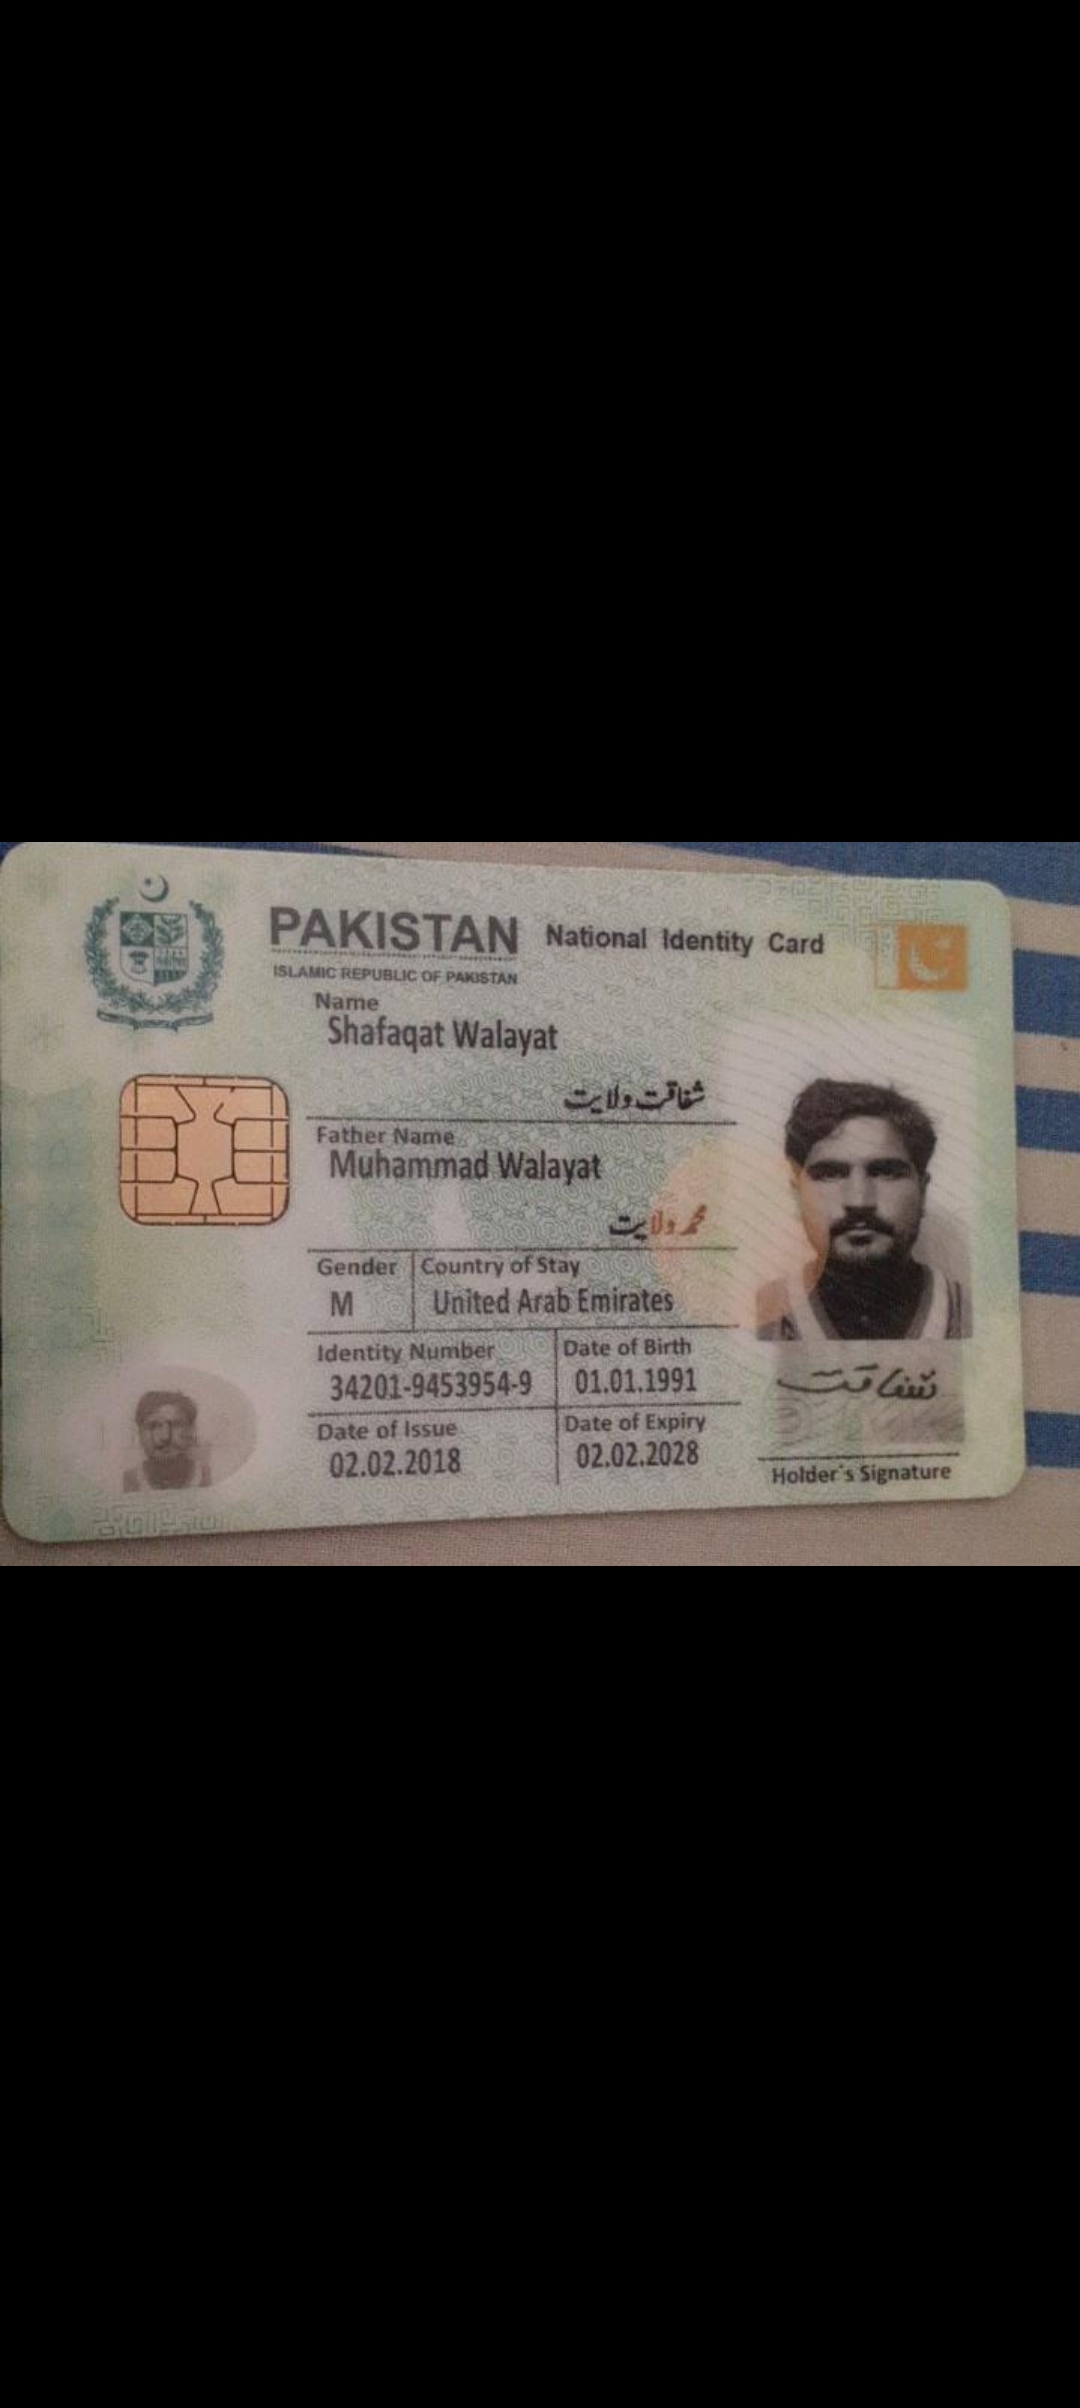 PAKISTAN National Identity Card
ISLAMIC REPUBLIC OF PAKISTAN
Name
Shafaqat Walayat
شفاقت ولایت
Father Name
Muhammad Walayat
محمد ولایت
Gender Country of Stay
M United Arab Emirates
Identity Number Date of Birth
34201-9453954-9 01.01.1991
Date of Issue Date of Expiry
02.02.2018 02.02.2028
شفاقت
Holder's Signature